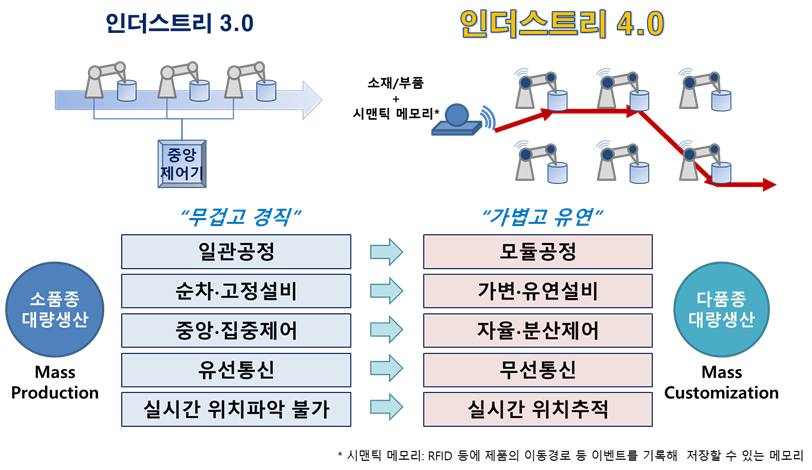 인더스트리 3.0
인더스트리 4.0
소재/부품
+
시맨틱 메모리*
중앙
제어기
“무겁고 경직”
“가볍고 유연”
일관공정
모듈공정
순차·고정설비
가변·유연설비
중앙·집중제어
자율·분산제어
유선통신
무선통신
실시간 위치파악 불가
실시간 위치추적
소품종
대량생산
Mass
Production
다품종
대량생산
Mass
Customization
* 시맨틱 메모리: RFID 등에 제품의 이동경로 등 이벤트를 기록해 저장할 수 있는 메모리